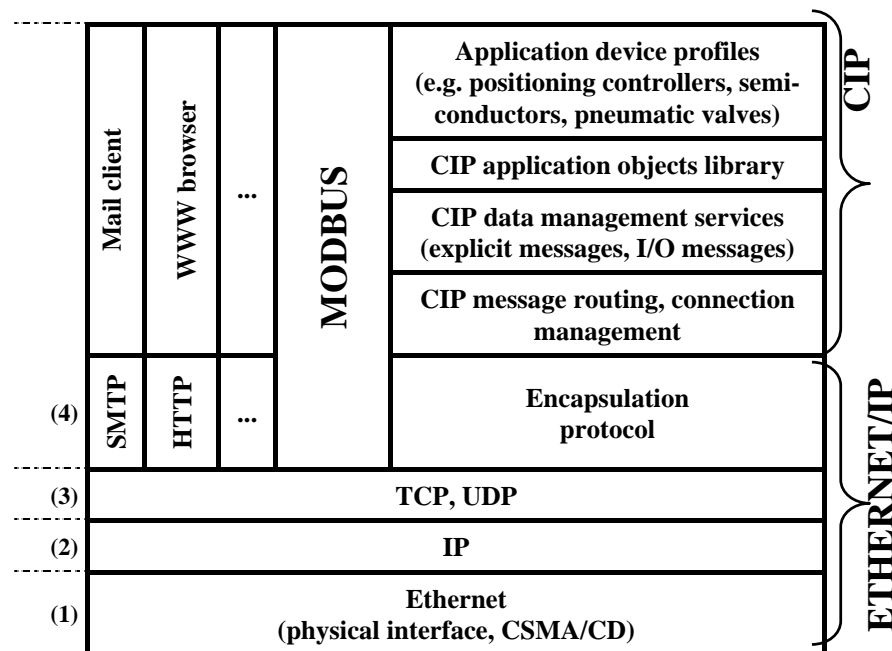 Application device profiles
(e.g. positioning controllers, semi-
conductors, pneumatic valves)
CIP application objects library
CIP data management services
(explicit messages, I/O messages)
CIP message routing, connection
management
CIP
Mail client
WWW browser
...
MODBUS
(4)
SMTP
HTTP
...
Encapsulation
protocol
(3)
TCP, UDP
(2)
IP
(1)
Ethernet
(physical interface, CSMA/CD)
ETHERNET/IP